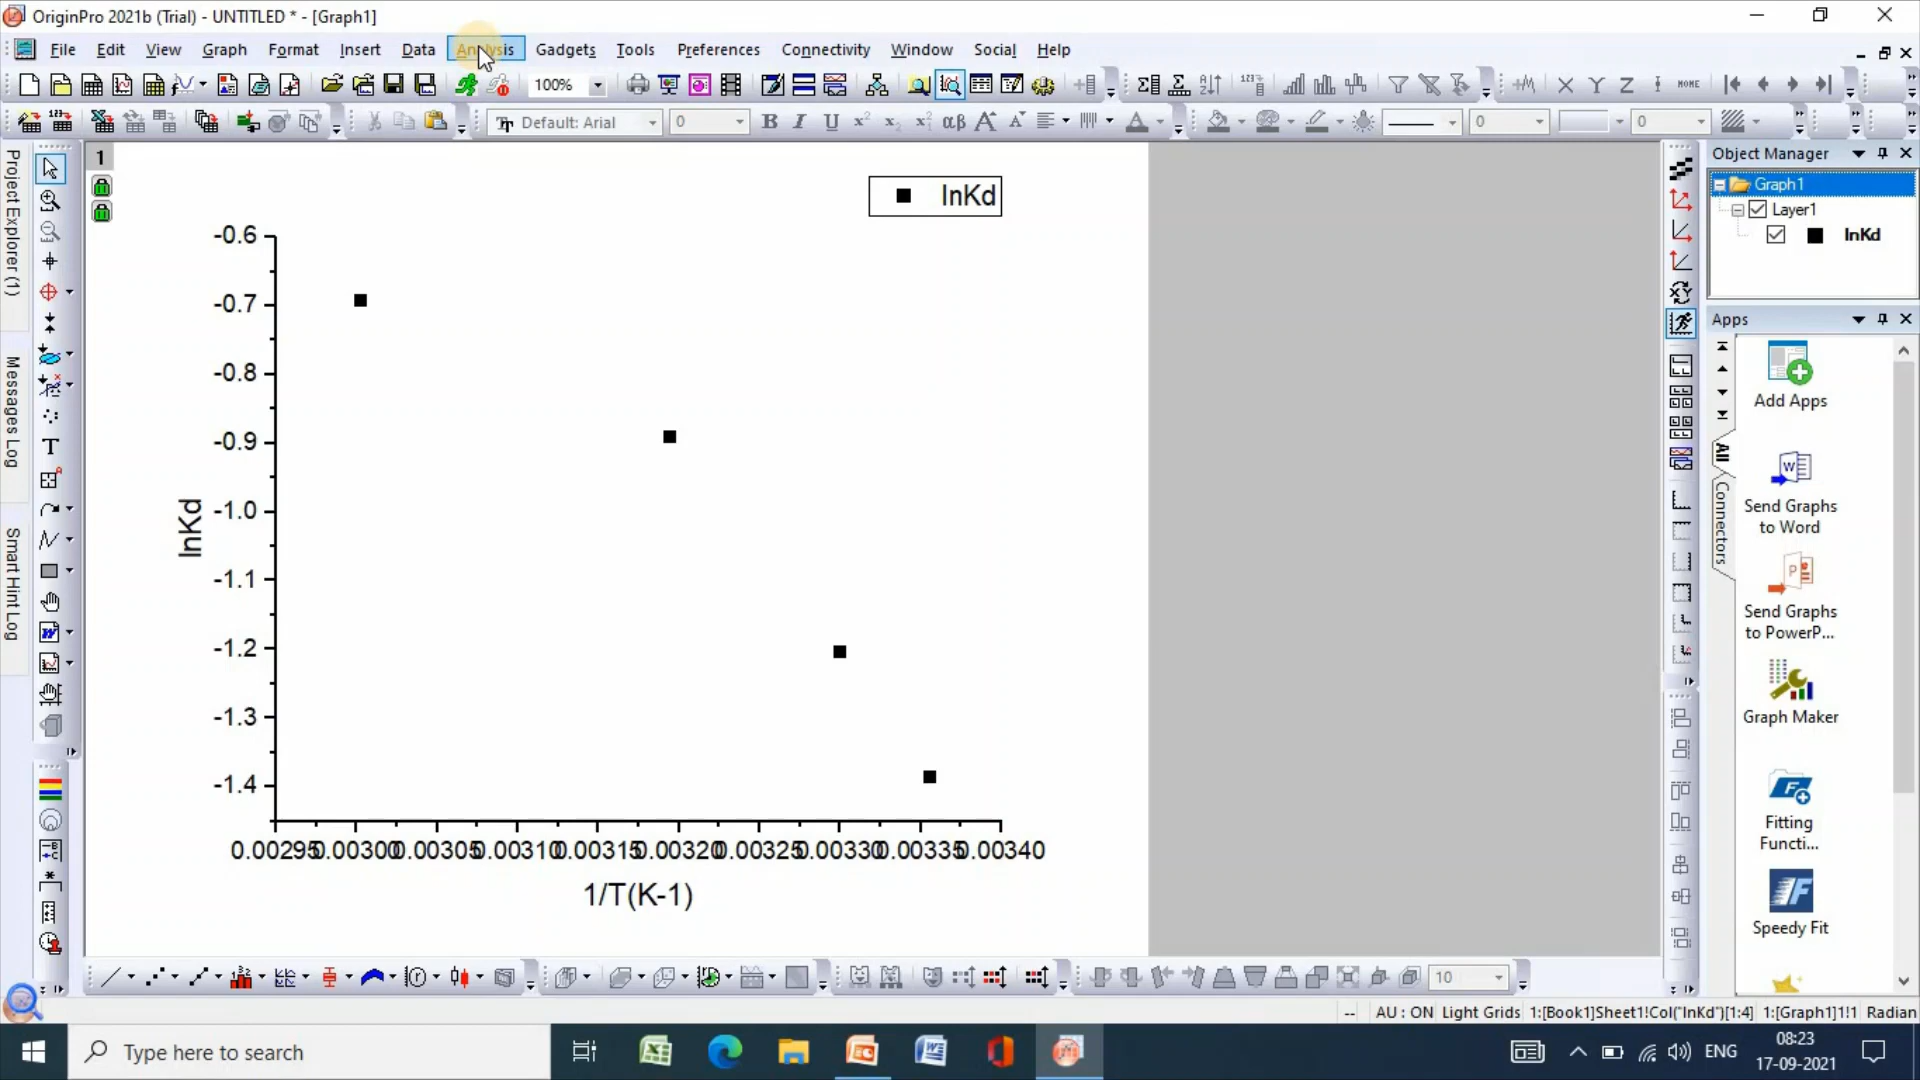 OriginPro 2021b (Trial) - UNTITLED * - [Graph1]
File Edit View Graph Format Insert Data Analysis Gadgets Tools Preferences Connectivity Window Social Help
100%
Default: Arial 0 B I U αβ A 0 0
Project Explorer (1)
Messages Log
Smart Hint Log
1
lnKd
-0.6
-0.7
-0.8
-0.9
-1.0
-1.1
-1.2
-1.3
-1.4
lnKd
0.00295 0.00300 0.00305 0.00310 0.00315 0.00320 0.00325 0.00330 0.00335 0.00340
1/T(K-1)
Object Manager
Graph1
Layer1
lnKd
Apps
All
Connectors
Add Apps
Send Graphs
to Word
Send Graphs
to PowerP...
Graph Maker
Fitting
Functi...
Speedy Fit
10
-- AU : ON Light Grids 1:[Book1]Sheet1!Col("lnKd")[1:4] 1:[Graph1]1!1 Radian
Type here to search
ENG
08:23
17-09-2021